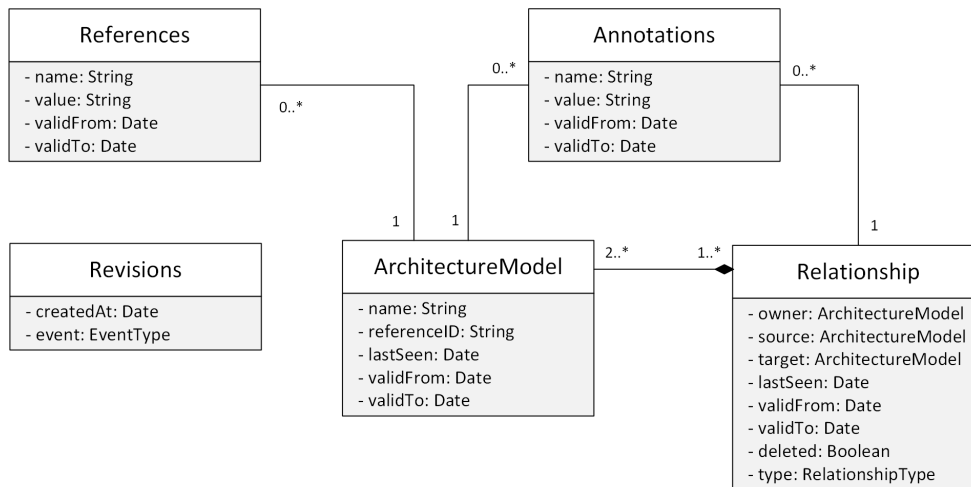 References
- name: String
- value: String
- validFrom: Date
- validTo: Date
0..*
1
Annotations
- name: String
- value: String
- validFrom: Date
- validTo: Date
0..*
0..*
1
1
Revisions
- createdAt: Date
- event: EventType
ArchitectureModel
- name: String
- referenceID: String
- lastSeen: Date
- validFrom: Date
- validTo: Date
2..*
1..*
Relationship
- owner: ArchitectureModel
- source: ArchitectureModel
- target: ArchitectureModel
- lastSeen: Date
- validFrom: Date
- validTo: Date
- deleted: Boolean
- type: RelationshipType